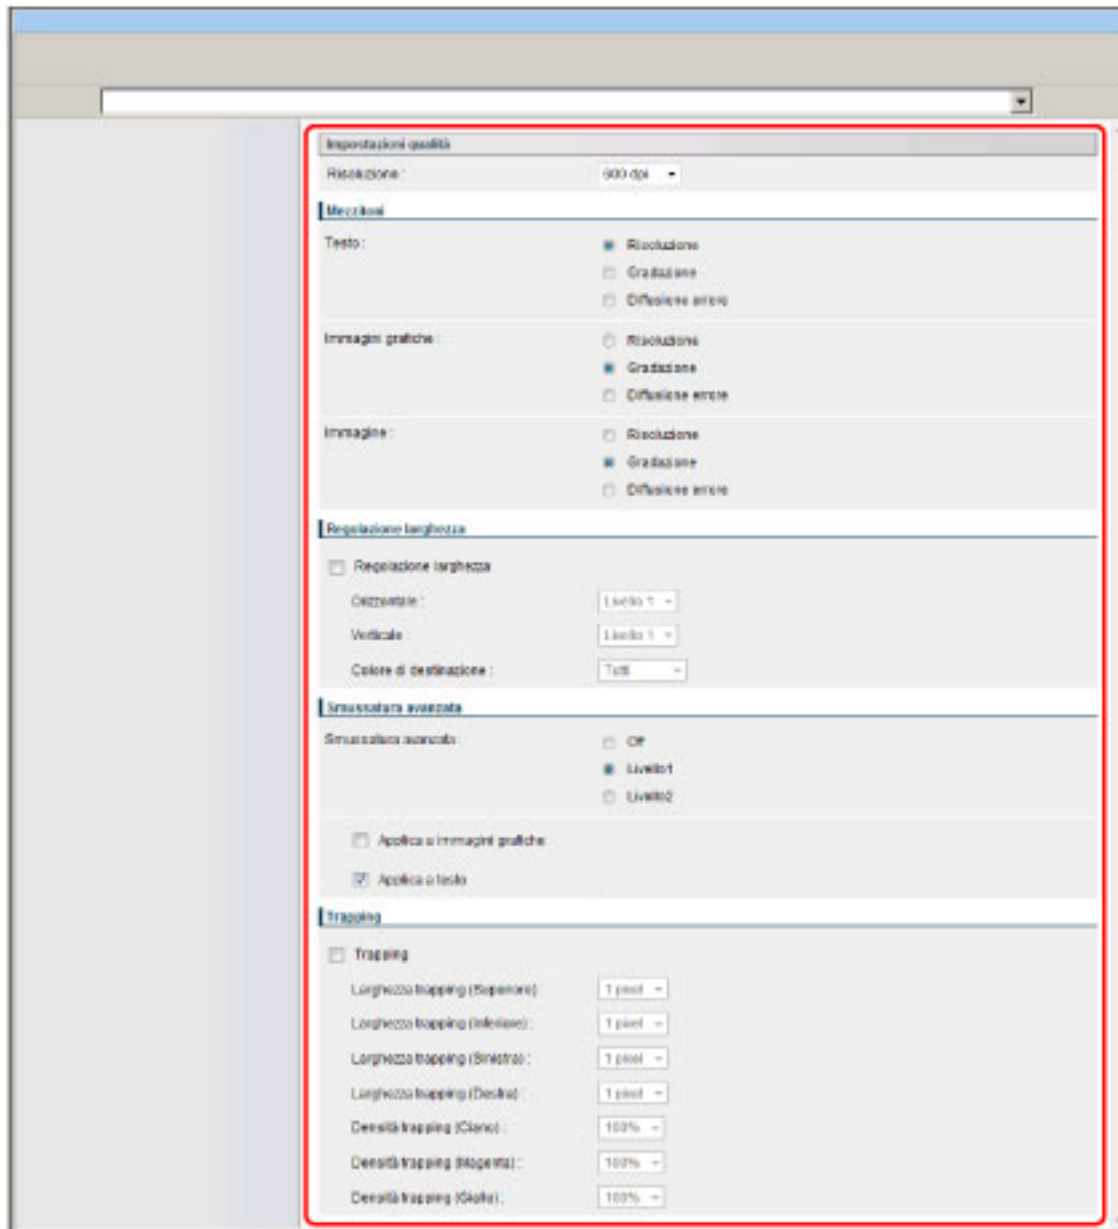 Impostazioni qualità
Risoluzione : 600 dpi
Mezzitoni
Testo : Risoluzione
Gradazione
Diffusione errore
Immagini grafiche : Risoluzione
Gradazione
Diffusione errore
Immagine : Risoluzione
Gradazione
Diffusione errore
Regolazione larghezza
Regolazione larghezza
Orizzontale : Livello 1
Verticale : Livello 1
Colore di destinazione : Tutti
Smussatura avanzata
Smussatura avanzata : Off
Livello1
Livello2
Applica a immagini grafiche
Applica a testo
Trapping
Trapping
Larghezza trapping (Superiore) : 1 pixel
Larghezza trapping (Inferiore) : 1 pixel
Larghezza trapping (Sinistra) : 1 pixel
Larghezza trapping (Destra) : 1 pixel
Densità trapping (Ciano) : 100%
Densità trapping (Magenta) : 100%
Densità trapping (Giallo) : 100%